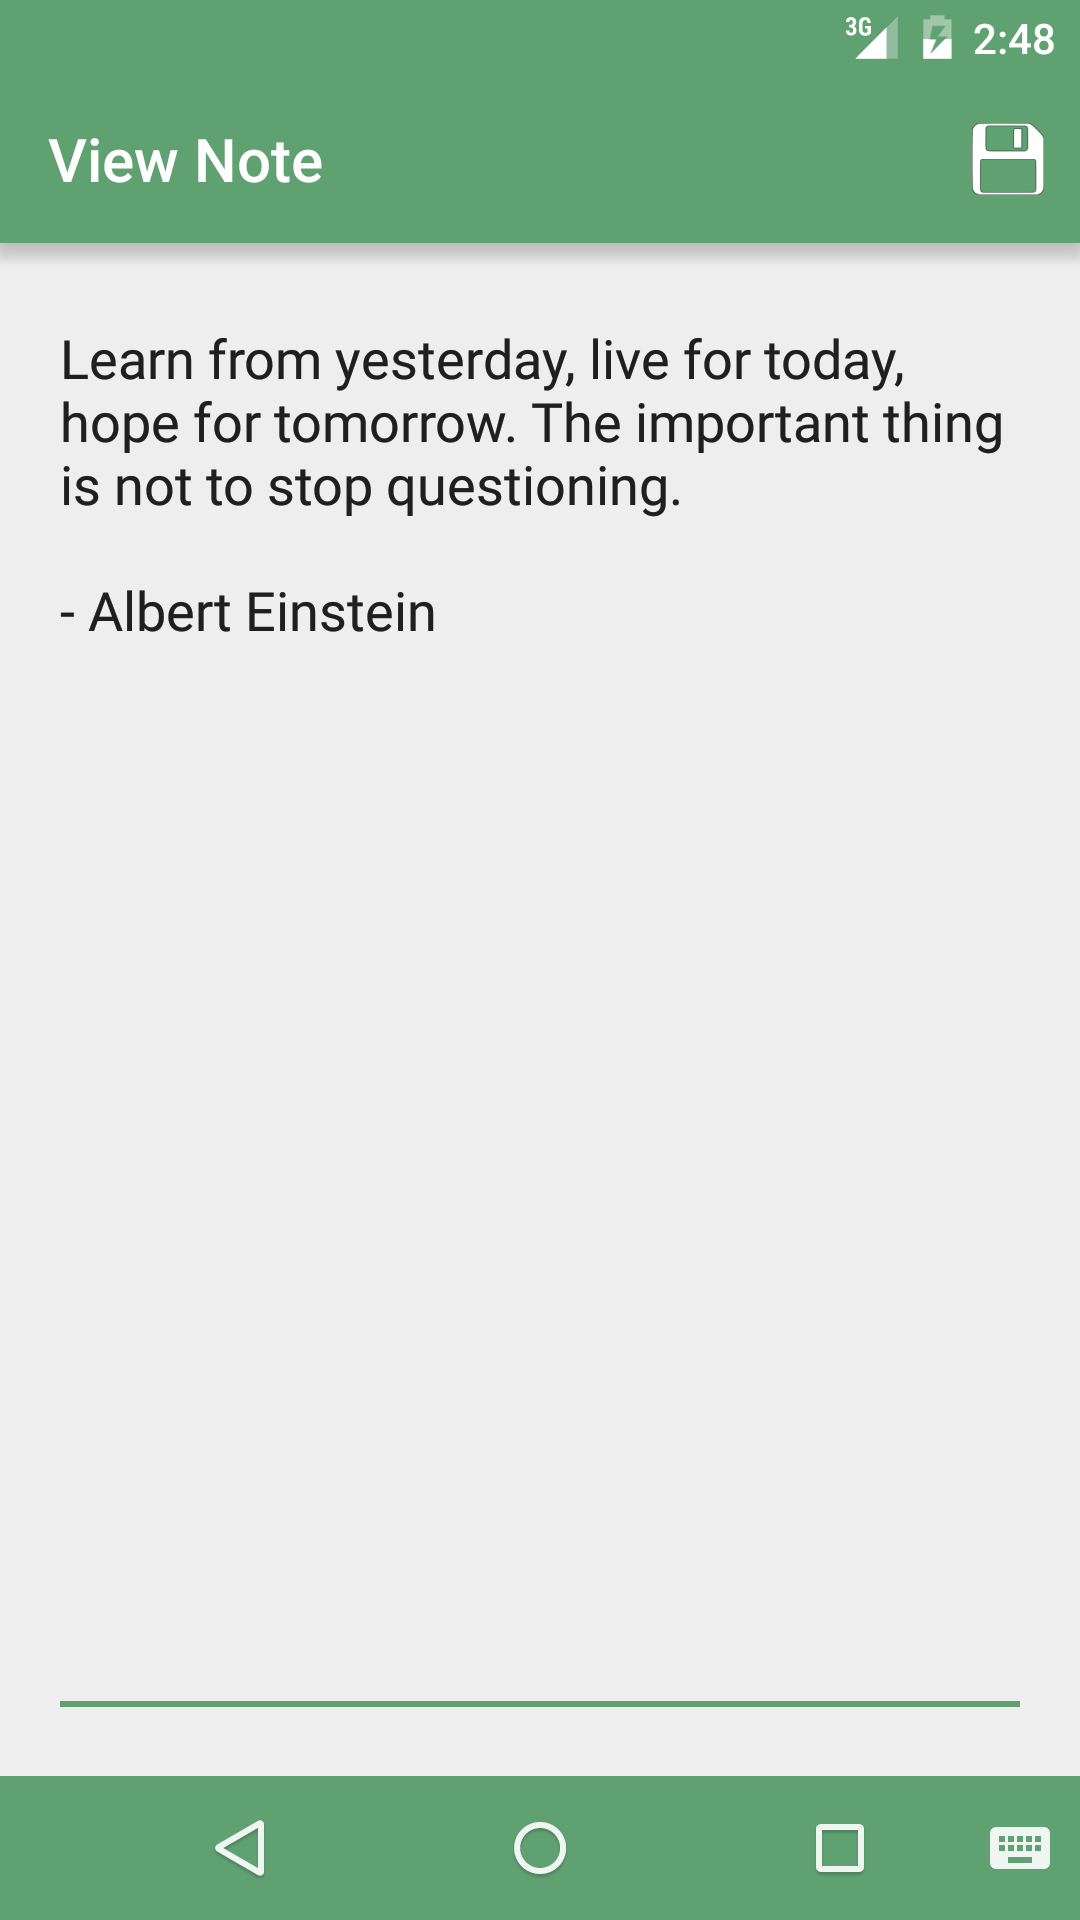 3G 2:48
View Note
Learn from yesterday, live for today,
hope for tomorrow. The important thing
is not to stop questioning.
- Albert Einstein